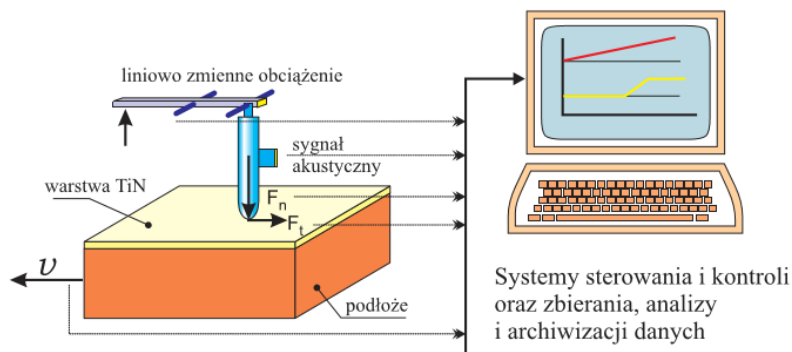 liniowo zmienne obciążenie
sygnał
akustyczny
warstwa TiN
Fn
Ft
υ
podłoże
Systemy sterowania i kontroli
oraz zbierania, analizy
i archiwizacji danych